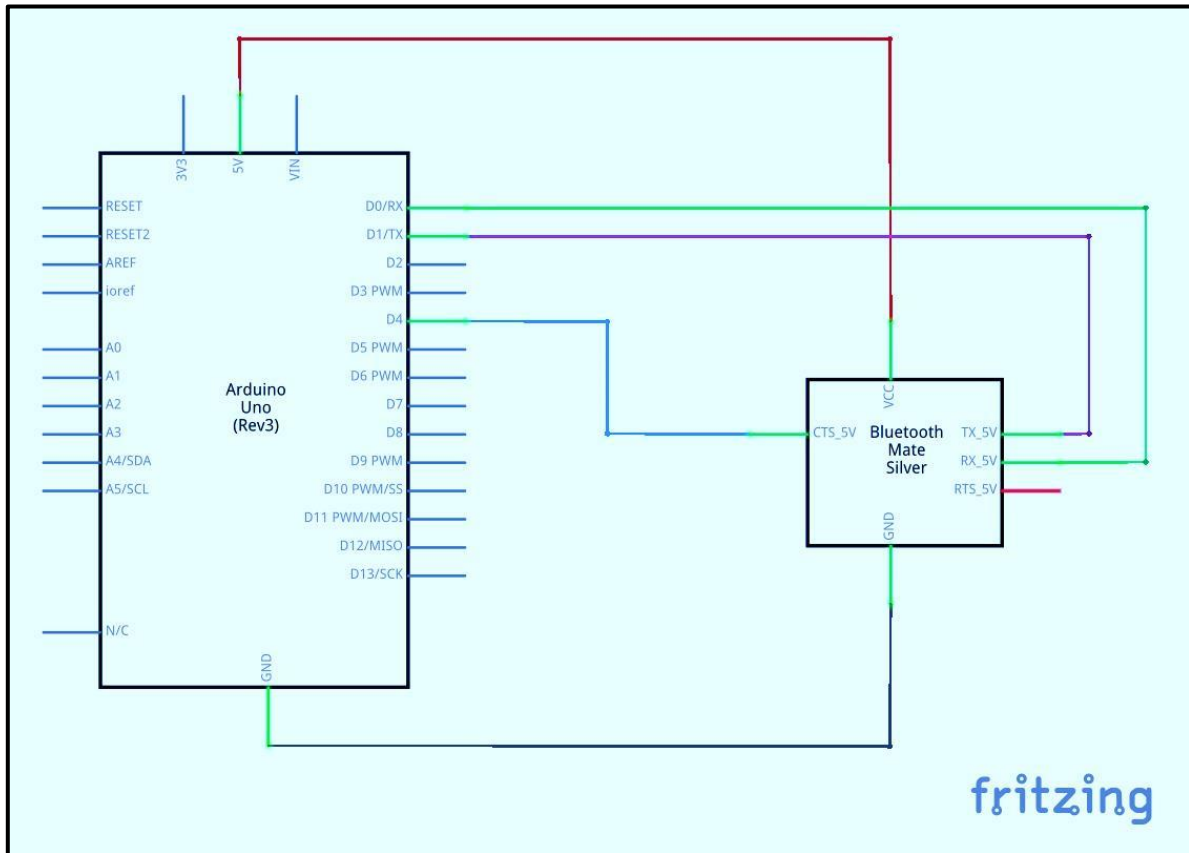 3V3
5V
VIN
RESET
RESET2
AREF
ioref
A0
A1
A2
A3
A4/SDA
A5/SCL
N/C
Arduino
Uno
(Rev3)
D0/RX
D1/TX
D2
D3 PWM
D4
D5 PWM
D6 PWM
D7
D8
D9 PWM
D10 PWM/SS
D11 PWM/MOSI
D12/MISO
D13/SCK
GND
VCC
CTS_5V
Bluetooth
Mate
Silver
TX_5V
RX_5V
RTS_5V
GND
fritzing